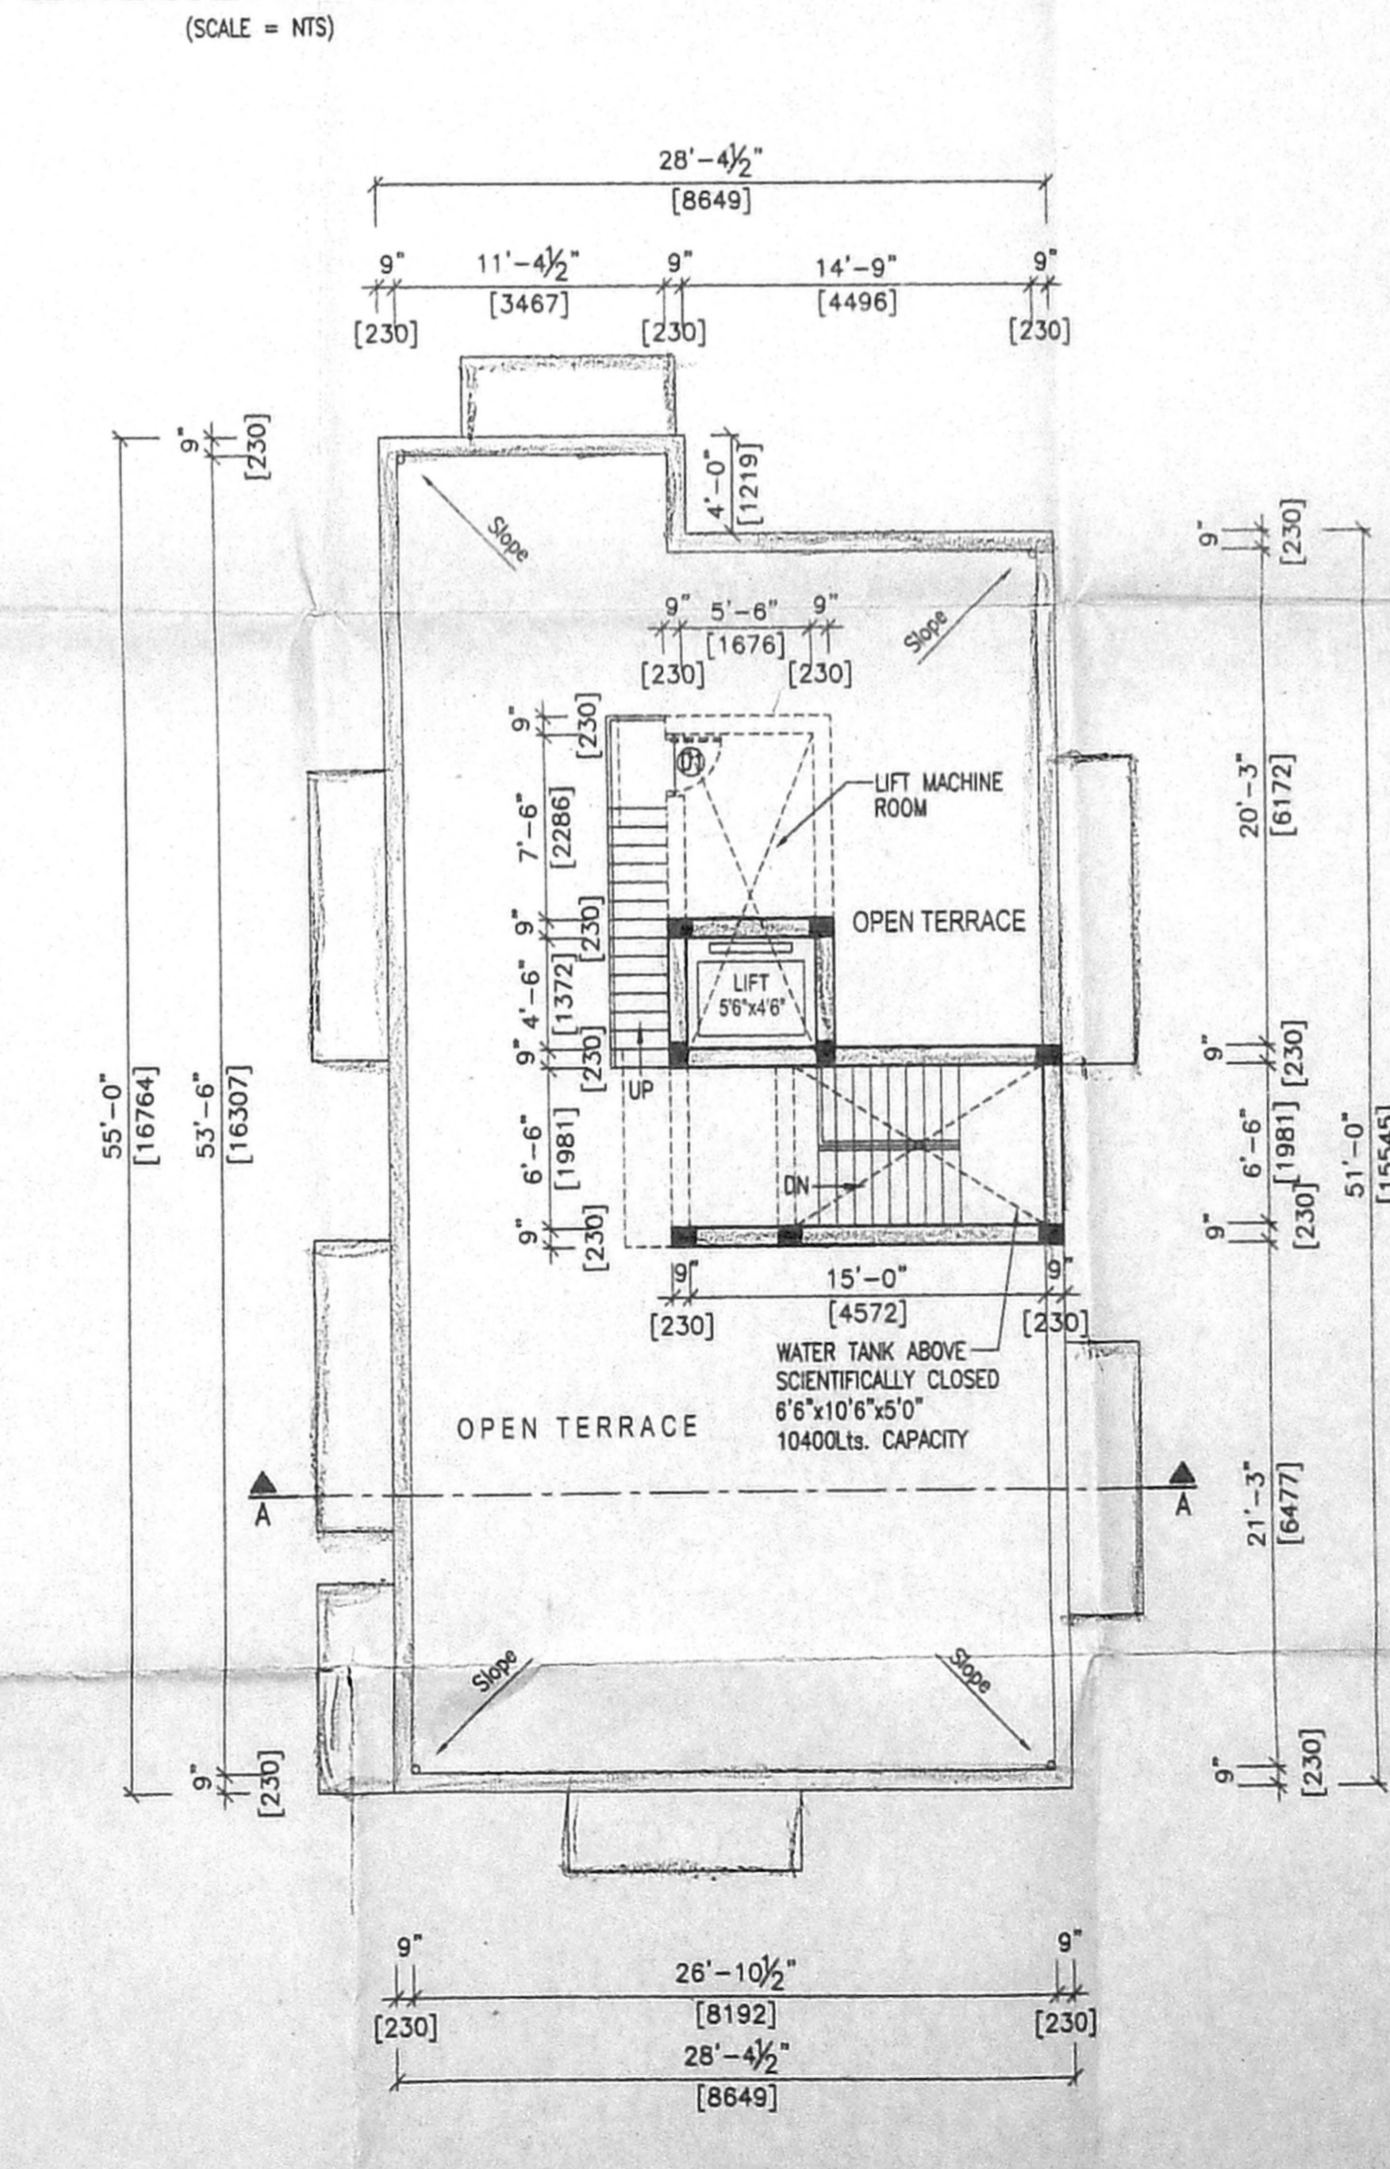 (SCALE = NTS)
28'-4½"
[8649]
9" 11'-4½" 9" 14'-9" 9"
[3467] [4496]
[230] [230] [230]
9"
[230]
4'-0"
[1219]
9"
[230]
Slope
Slope
9" 5'-6" 9"
[1676]
[230] [230]
9"
[230]
D1
LIFT MACHINE
ROOM
7'-6"
[2286]
20'-3"
[6172]
OPEN TERRACE
9"
[230]
LIFT
5'6"x4'6"
4'-6"
[1372]
9"
[230]
UP
9"
[230]
55'-0"
[16764]
53'-6"
[16307]
6'-6"
[1981]
DN
6'-6"
[1981]
51'-0"
[15545]
9"
[230]
9"
[230]
9" 15'-0" 9"
[4572]
[230] [230]
WATER TANK ABOVE
SCIENTIFICALLY CLOSED
6'6"x10'6"x5'0"
10400Lts. CAPACITY
OPEN TERRACE
A
A
21'-3"
[6477]
Slope
Slope
9"
[230]
9"
[230]
9" 26'-10½" 9"
[8192]
[230] [230]
28'-4½"
[8649]